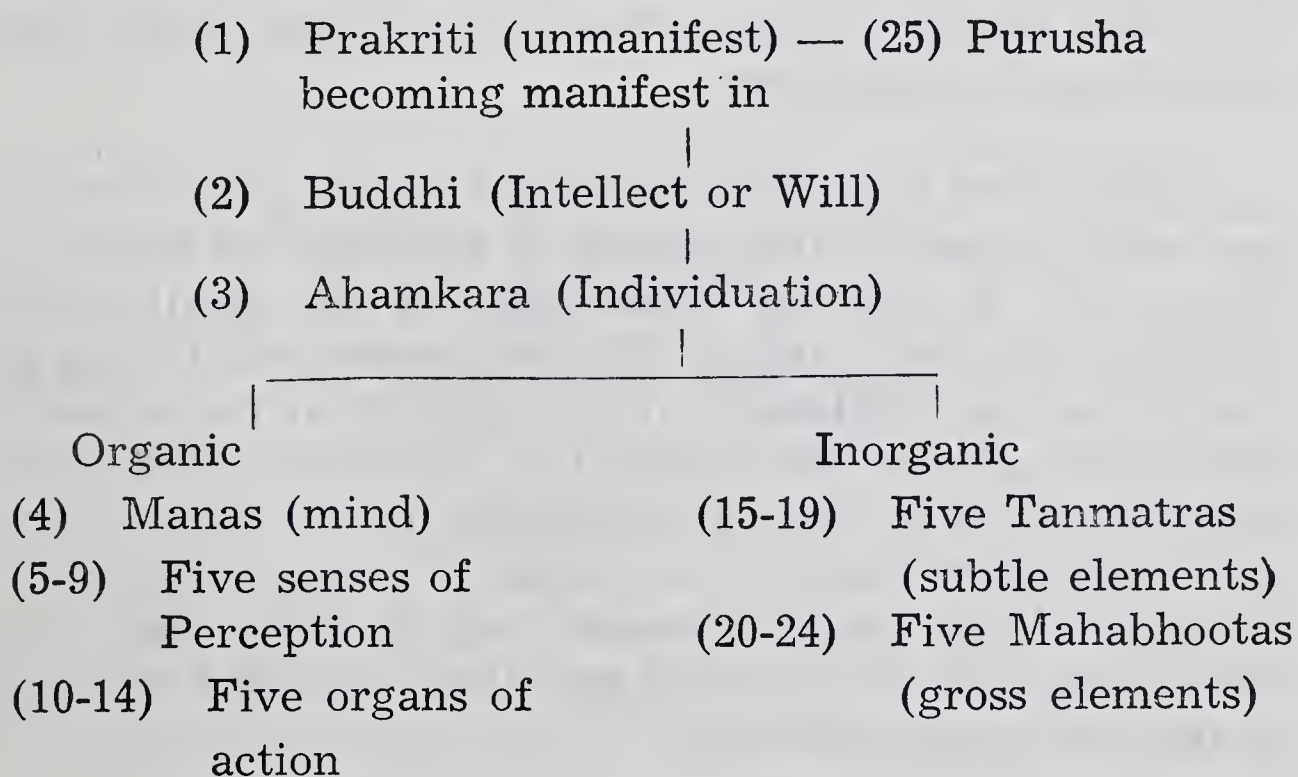 (1) Prakriti (unmanifest) — (25) Purusha
becoming manifest in
(2) Buddhi (Intellect or Will)
(3) Ahamkara (Individuation)
Organic
(4) Manas (mind)
(5-9) Five senses of
Perception
(10-14) Five organs of
action
Inorganic
(15-19) Five Tanmatras
(subtle elements)
(20-24) Five Mahabhootas
(gross elements)